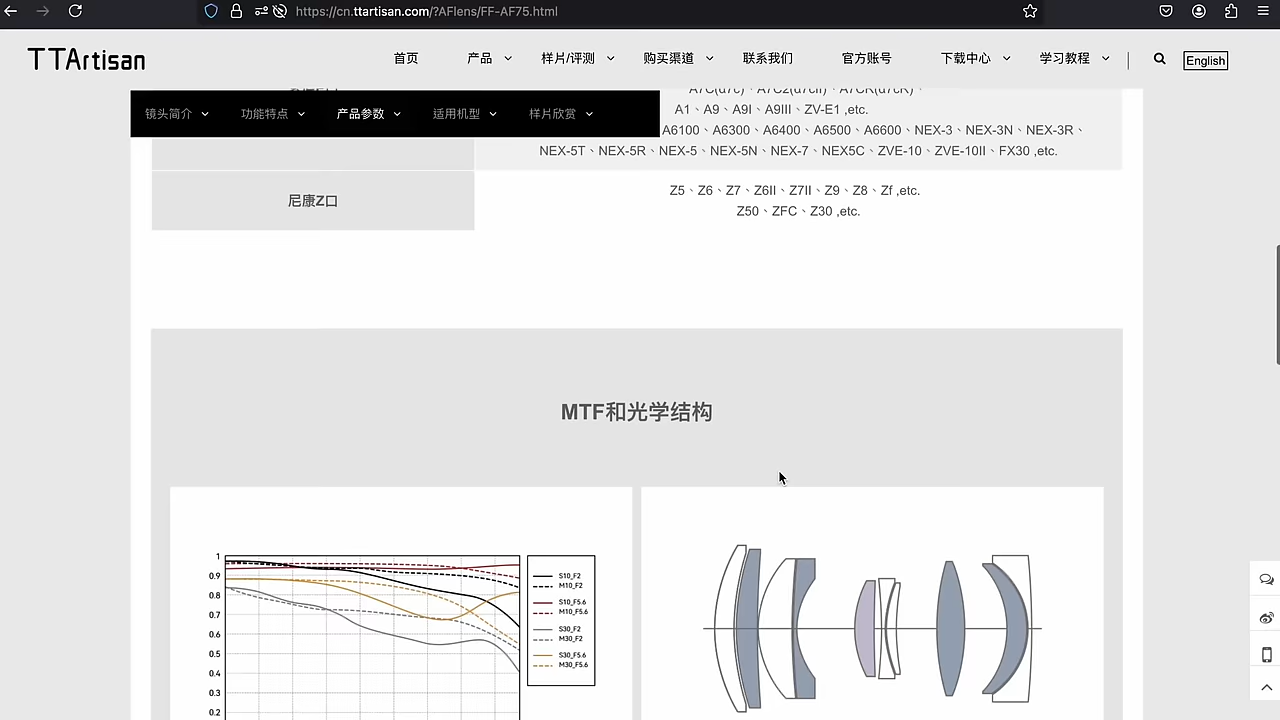 https://cn.ttartisan.com/?AFlens/FF-AF75.html
TTArtisan
首页 产品 样片/评测 购买渠道 联系我们 官方账号 下载中心 学习教程 English
镜头简介 功能特点 产品参数 适用机型 样片欣赏
A7C(α7c)、A7C2(α7cII)、A7CR(α7cR)、
A1、A9、A9I、A9III、ZV-E1 ,etc.
A6100、A6300、A6400、A6500、A6600、NEX-3、NEX-3N、NEX-3R、
NEX-5T、NEX-5R、NEX-5、NEX-5N、NEX-7、NEX5C、ZVE-10、ZVE-10II、FX30 ,etc.
尼康Z口
Z5、Z6、Z7、Z6II、Z7II、Z9、Z8、Zf ,etc.
Z50、ZFC、Z30 ,etc.
MTF和光学结构
1
0.9
0.8
0.7
0.6
0.5
0.4
0.3
0.2
S10_F2
M10_F2
S10_F5.6
M10_F5.6
S30_F2
M30_F2
S30_F5.6
M30_F5.6